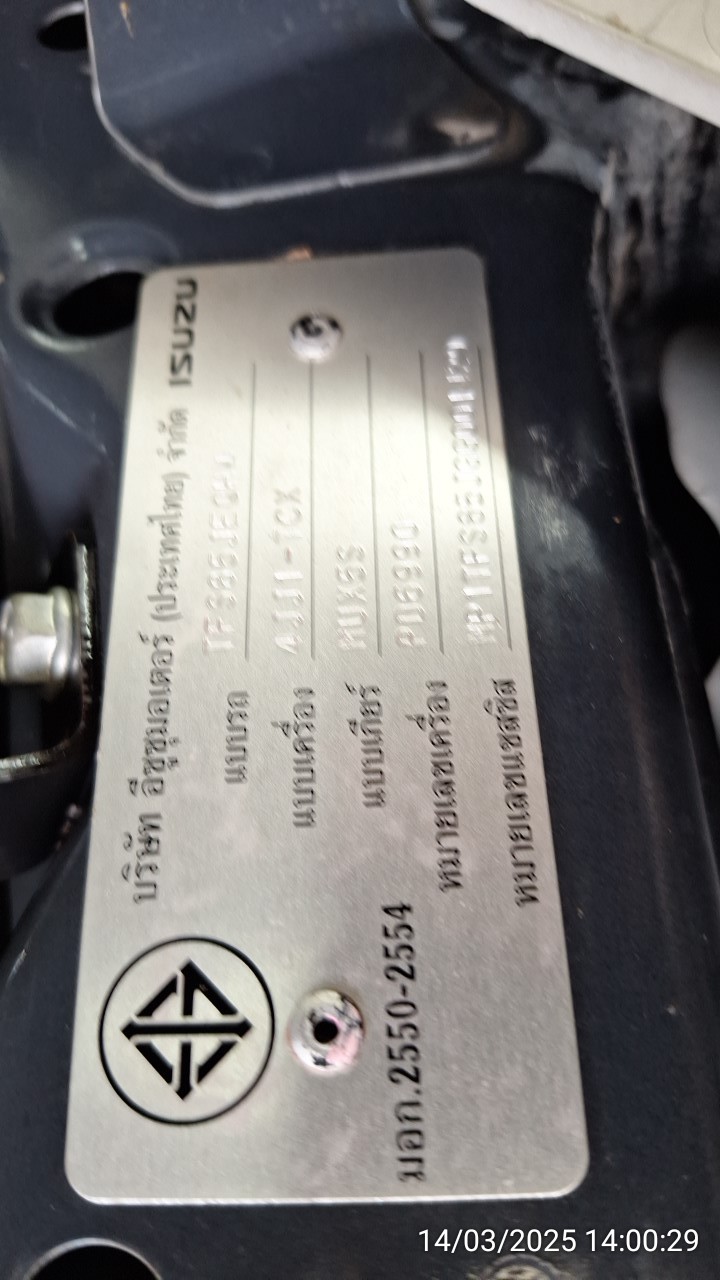 บริษัท อีซูซุมอเตอร์ (ประเทศไทย) จำกัด ISUZU
แบบรถ
แบบเครื่อง 4JJ1-TCX
แบบเกียร์ MUX5S
หมายเลขเครื่อง
หมายเลขแชสซิส
มอก.2550-2554
14/03/2025 14:00:29